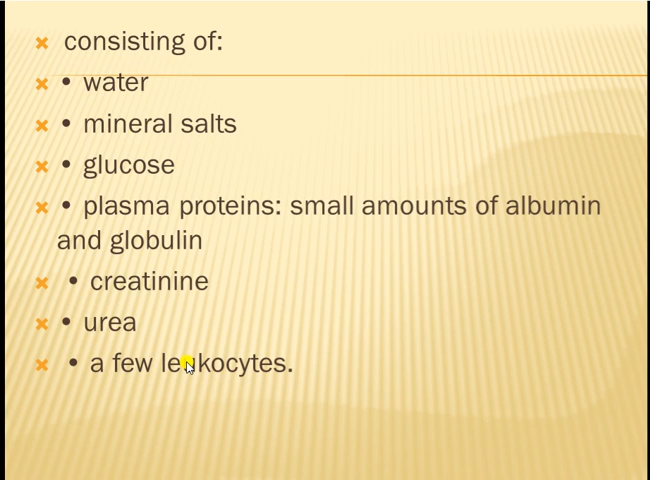 consisting of:
• water
• mineral salts
• glucose
• plasma proteins: small amounts of albumin
and globulin
• creatinine
• urea
• a few leukocytes.